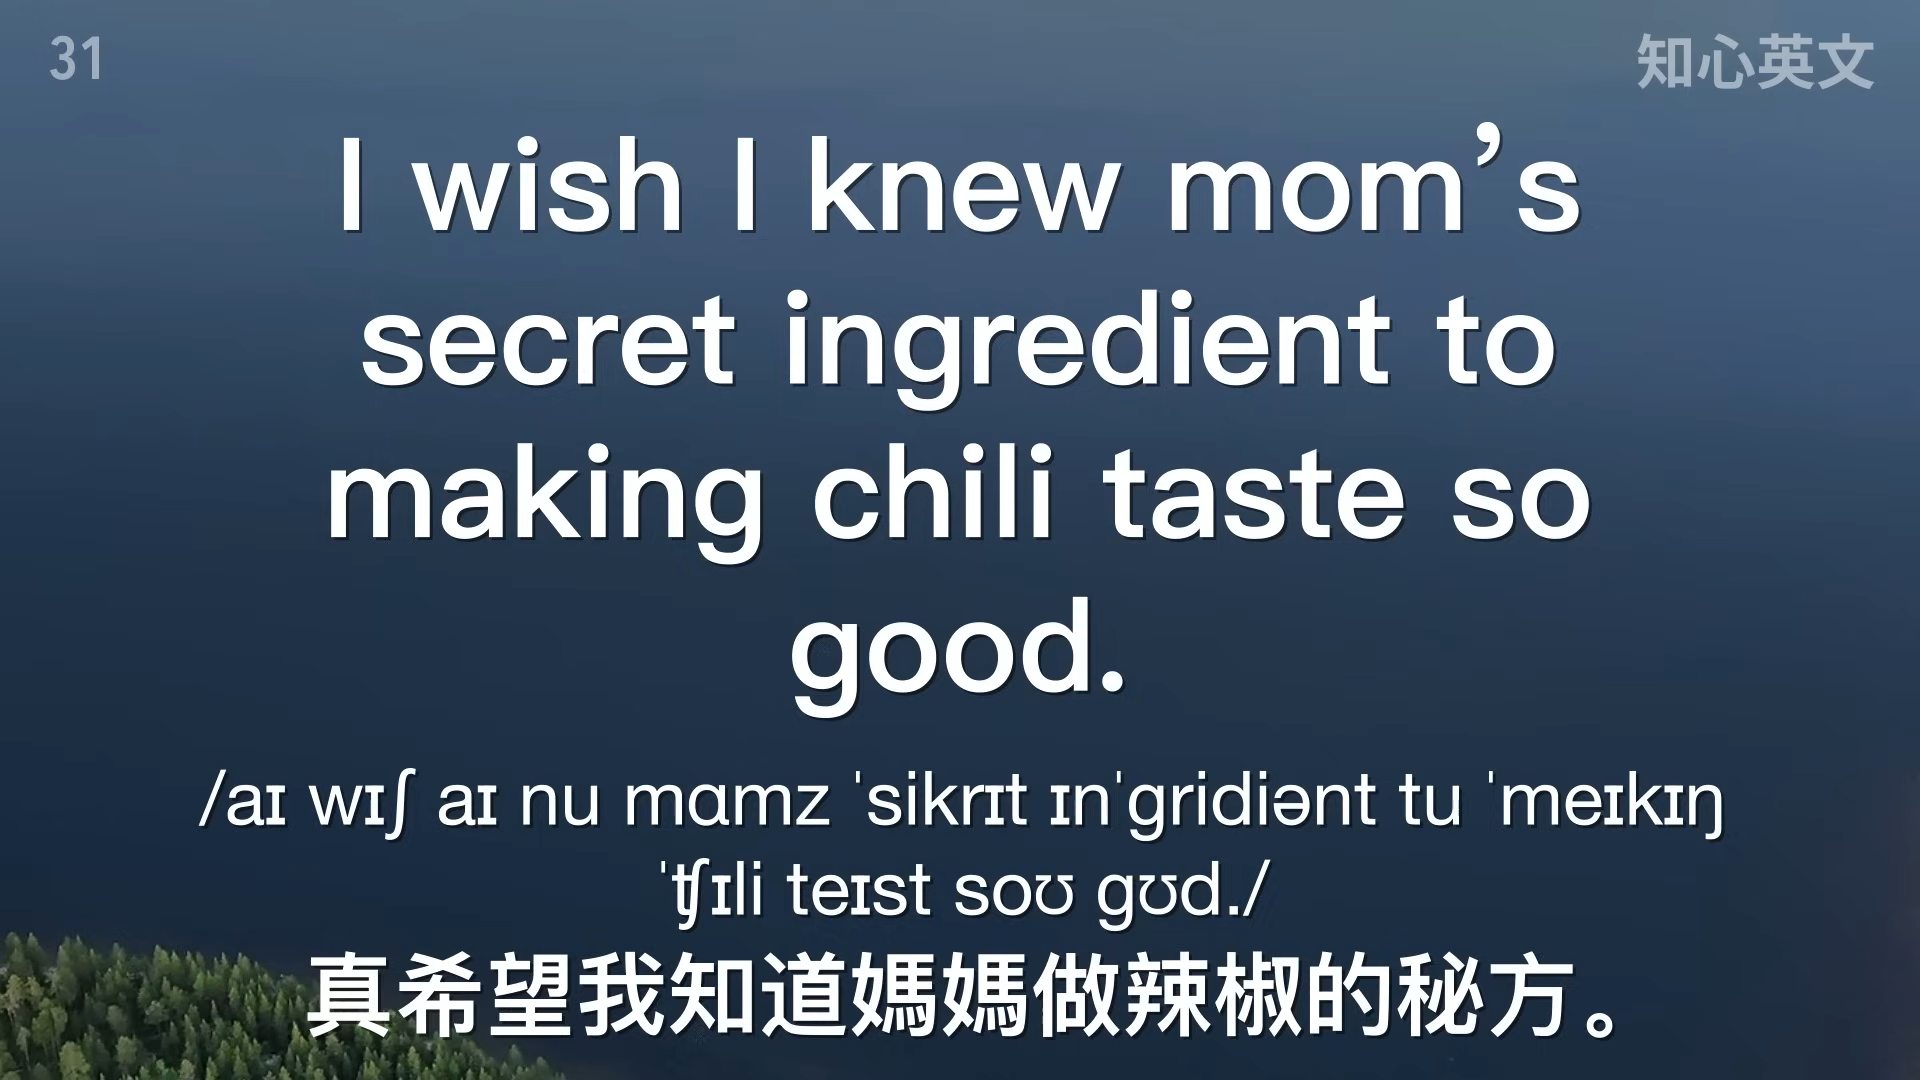 31
知心英文
I wish I knew mom’s
secret ingredient to
making chili taste so
good.
/aɪ wɪʃ aɪ nu mɑmz ˈsikrɪt ɪnˈɡridiənt tu ˈmeɪkɪŋ
ˈʧɪli teɪst soʊ ɡʊd./
真希望我知道媽媽做辣椒的秘方。